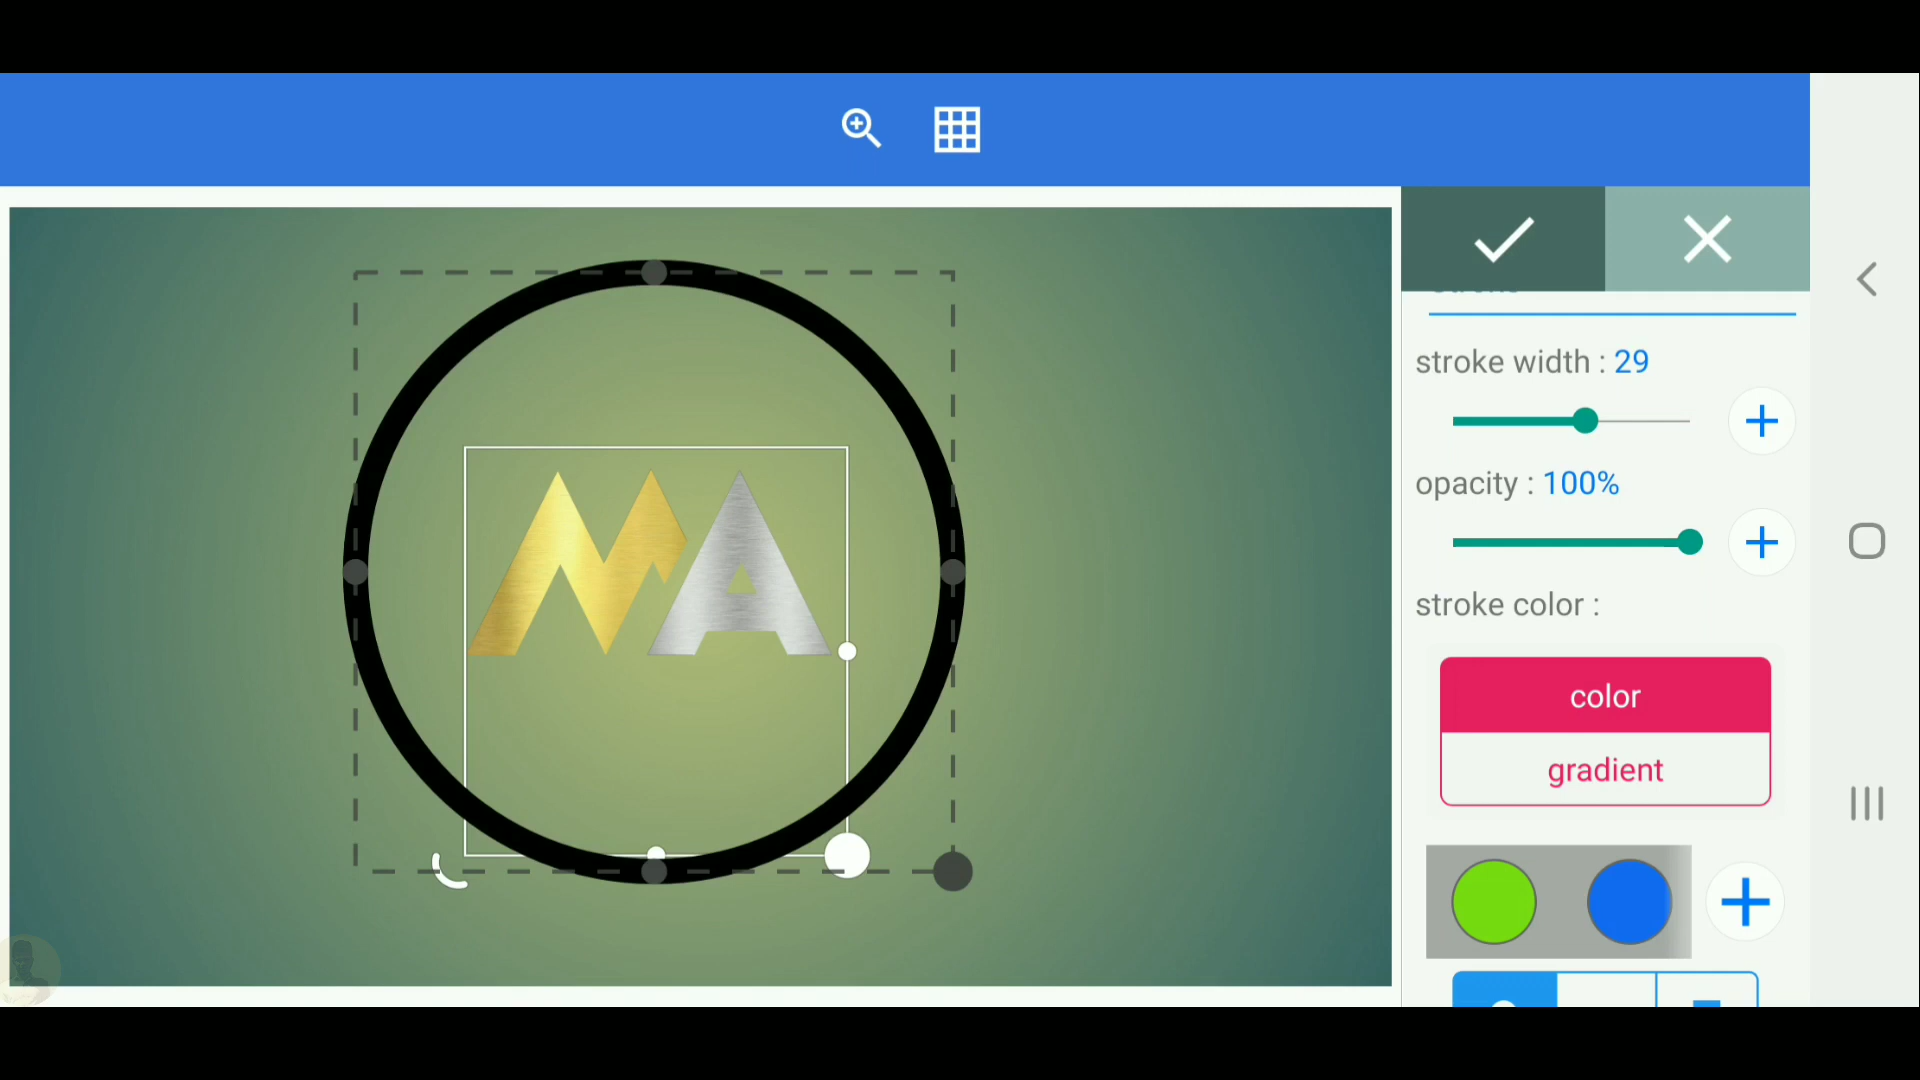 MA
stroke width : 29
opacity : 100%
stroke color :
color
gradient